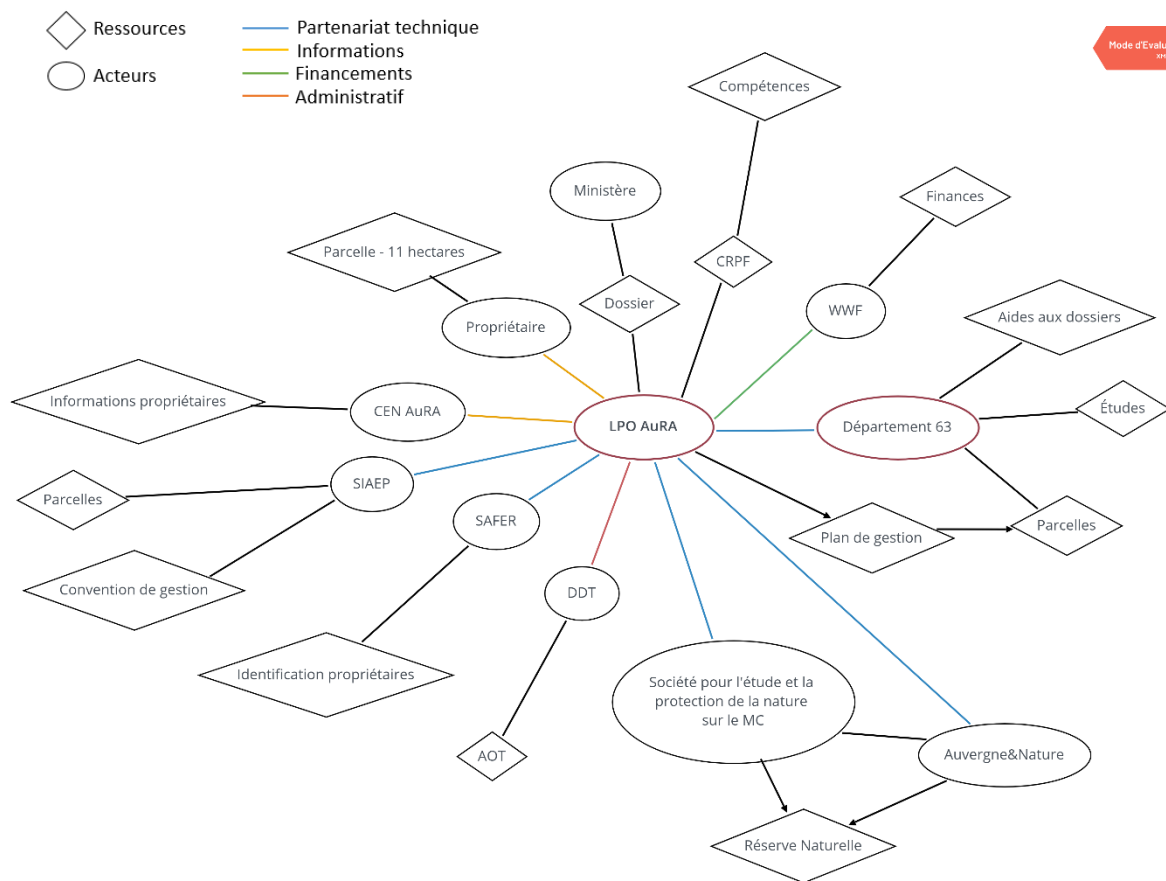 Ressources
Acteurs
Partenariat technique
Informations
Financements
Administratif
Mode d'Evalu
XM
Compétences
Ministère
Finances
Parcelle - 11 hectares
CRPF
Dossier
WWF
Propriétaire
Aides aux dossiers
Informations propriétaires
CEN AuRA
LPO AuRA
Département 63
Études
SIAEP
Parcelles
SAFER
Plan de gestion
Parcelles
Convention de gestion
DDT
Identification propriétaires
Société pour l'étude et la
protection de la nature
sur le MC
AOT
Auvergne&Nature
Réserve Naturelle